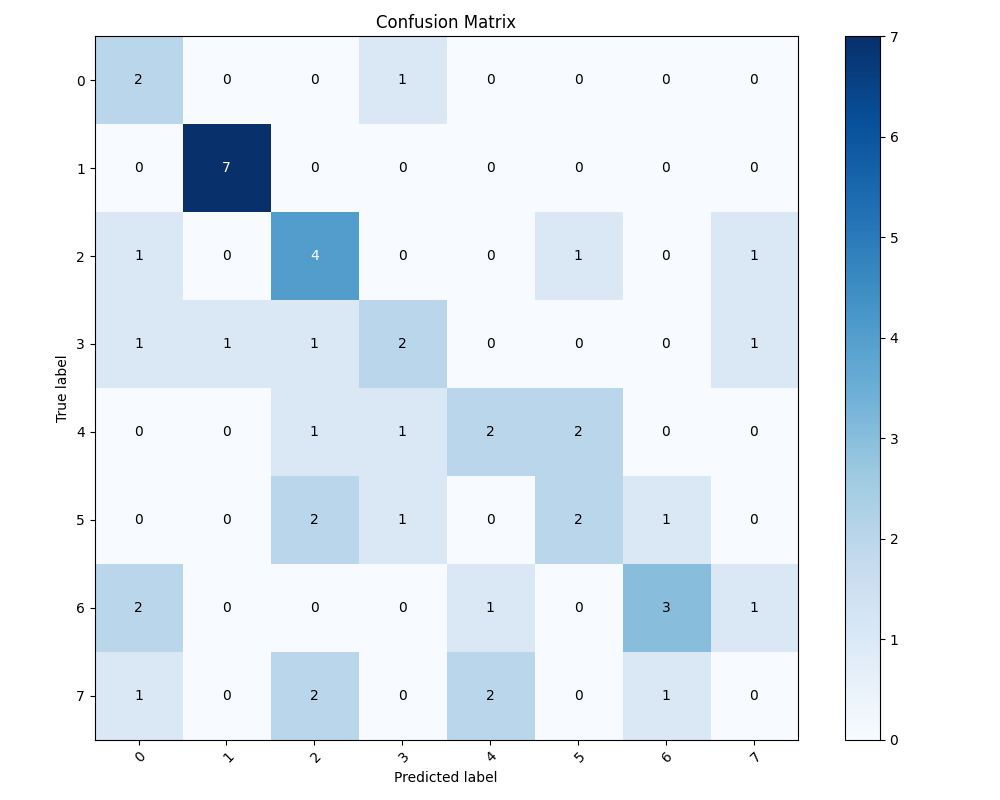 Confusion Matrix
True label
0 2 0 0 1 0 0 0 0
1 0 7 0 0 0 0 0 0
2 1 0 4 0 0 1 0 1
3 1 1 1 2 0 0 0 1
4 0 0 1 1 2 2 0 0
5 0 0 2 1 0 2 1 0
6 2 0 0 0 1 0 3 1
7 1 0 2 0 2 0 1 0
0 1 2 3 4 5 6 7
Predicted label
7
6
5
4
3
2
1
0